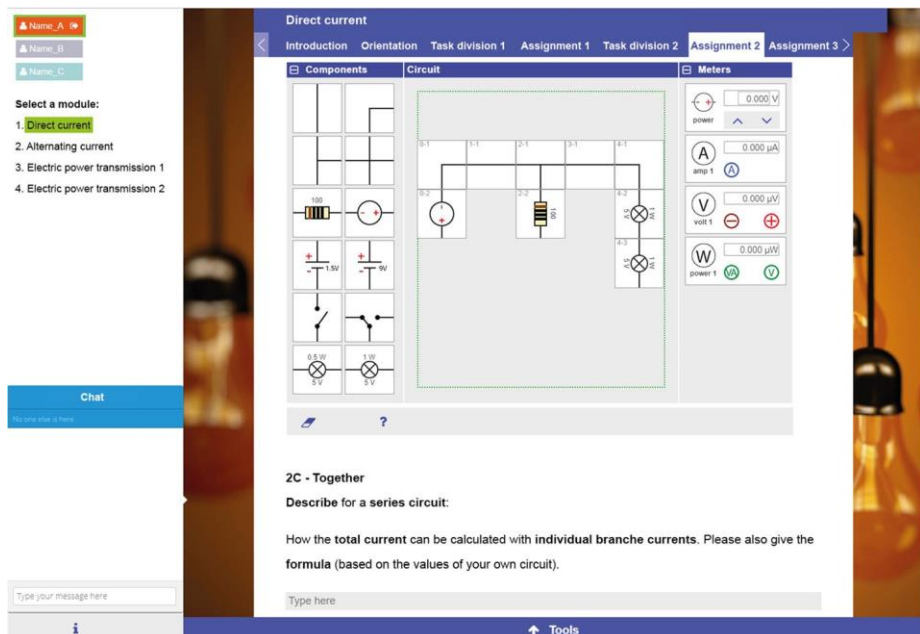 Name_A
Name_B
Name_C
Select a module:
1. Direct current
2. Alternating current
3. Electric power transmission 1
4. Electric power transmission 2
Chat
No one else is here
Type your message here
i
Direct current
Introduction Orientation Task division 1 Assignment 1 Task division 2 Assignment 2 Assignment 3
Components
100
- +
+
-
1.5V
+
-
9V
0.5 W
5 V
1 W
5 V
Circuit
0-1 1-1 2-1 3-1 4-1
0-2 2-2 4-2
+
100
5 V 1 W
4-3
5 V 1 W
Meters
- +
0.000 V
power
A
0.000 µA
amp 1 A
V
0.000 µV
volt 1
W
0.000 µW
power 1 VA V
?
2C - Together
Describe for a series circuit:
How the total current can be calculated with individual branche currents. Please also give the
formula (based on the values of your own circuit).
Type here
Tools